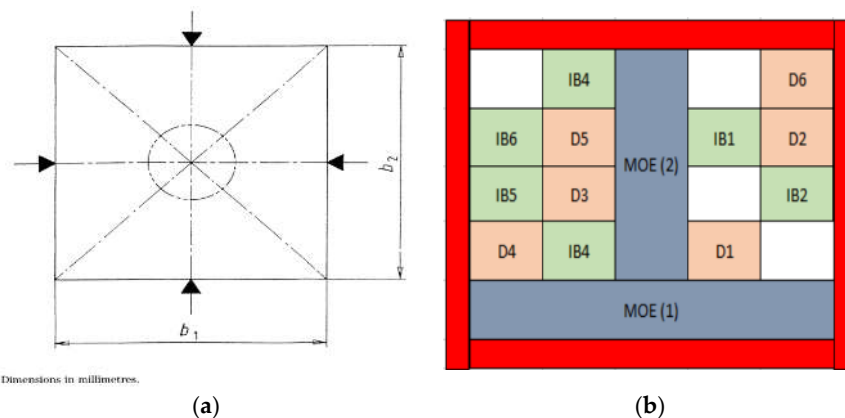 b₂
b₁
Dimensions in millimetres.
(a)
IB4 D6
IB6 D5 IB1 D2
MOE (2)
IB5 D3 IB2
D4 IB4 D1
MOE (1)
(b)